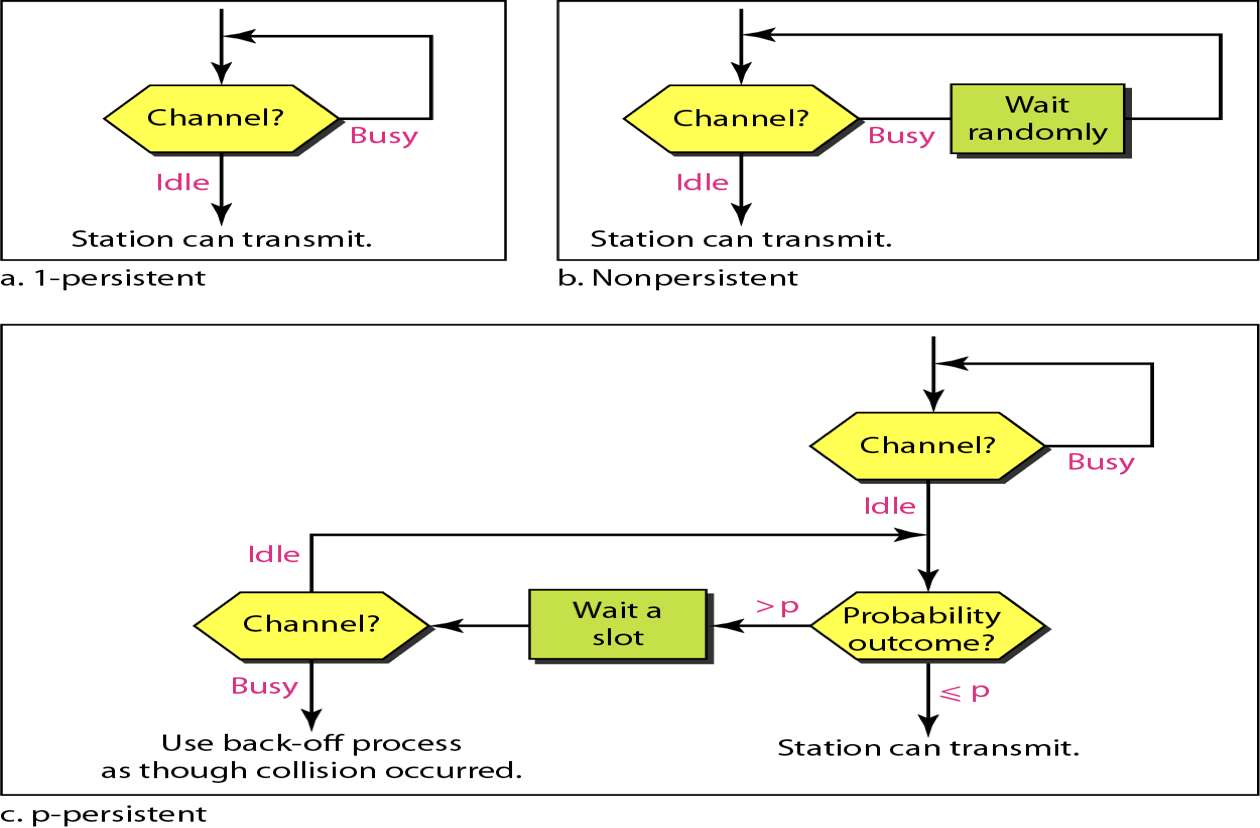 Channel?
Busy
Idle
Station can transmit.
a. 1-persistent
Channel?
Busy
Wait
randomly
Idle
Station can transmit.
b. Nonpersistent
Channel?
Busy
Idle
Idle
Channel?
Wait a
slot
>p
Probability
outcome?
Busy
⩽ p
Use back-off process
as though collision occurred.
Station can transmit.
c. p-persistent